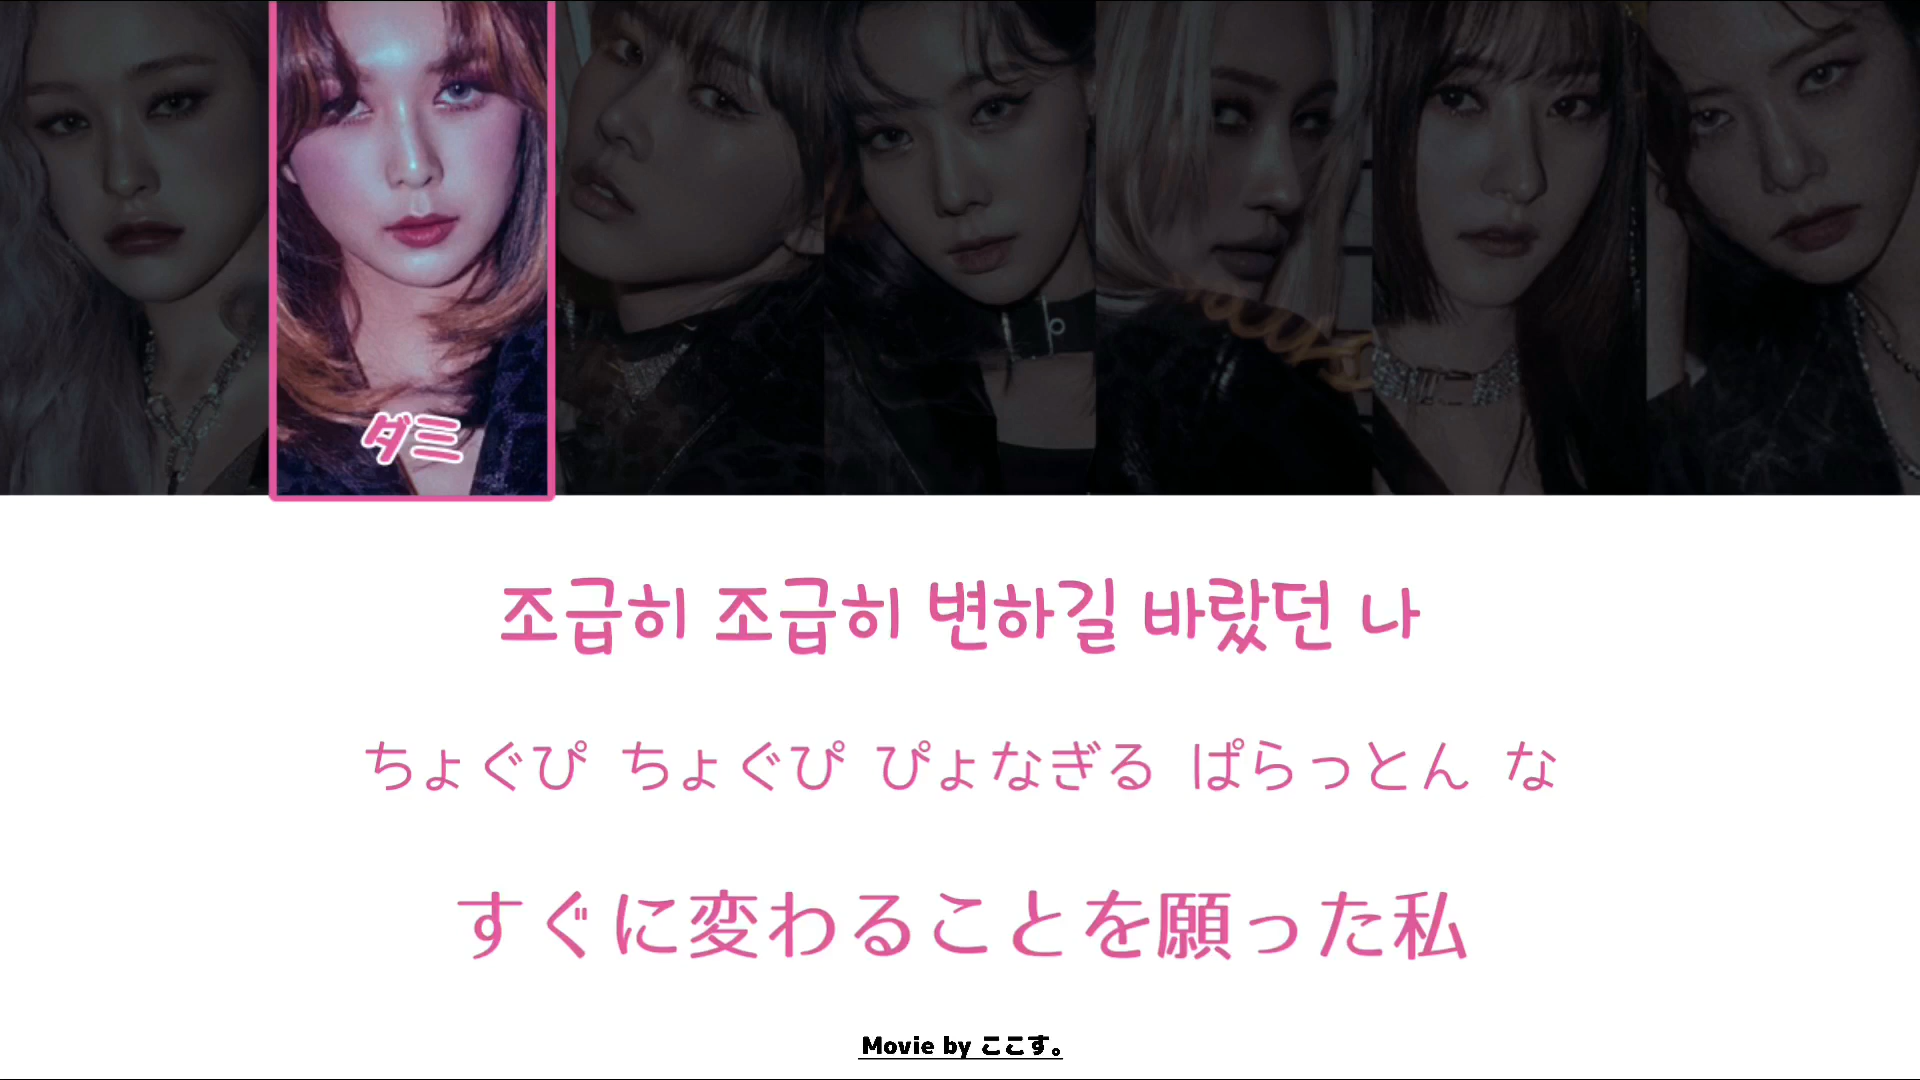 ダミ
조급히 조급히 변하길 바랐던 나
ちょぐぴ ちょぐぴ ぴょなぎる ぱらっとん な
すぐに変わることを願った私
Movie by ここす。